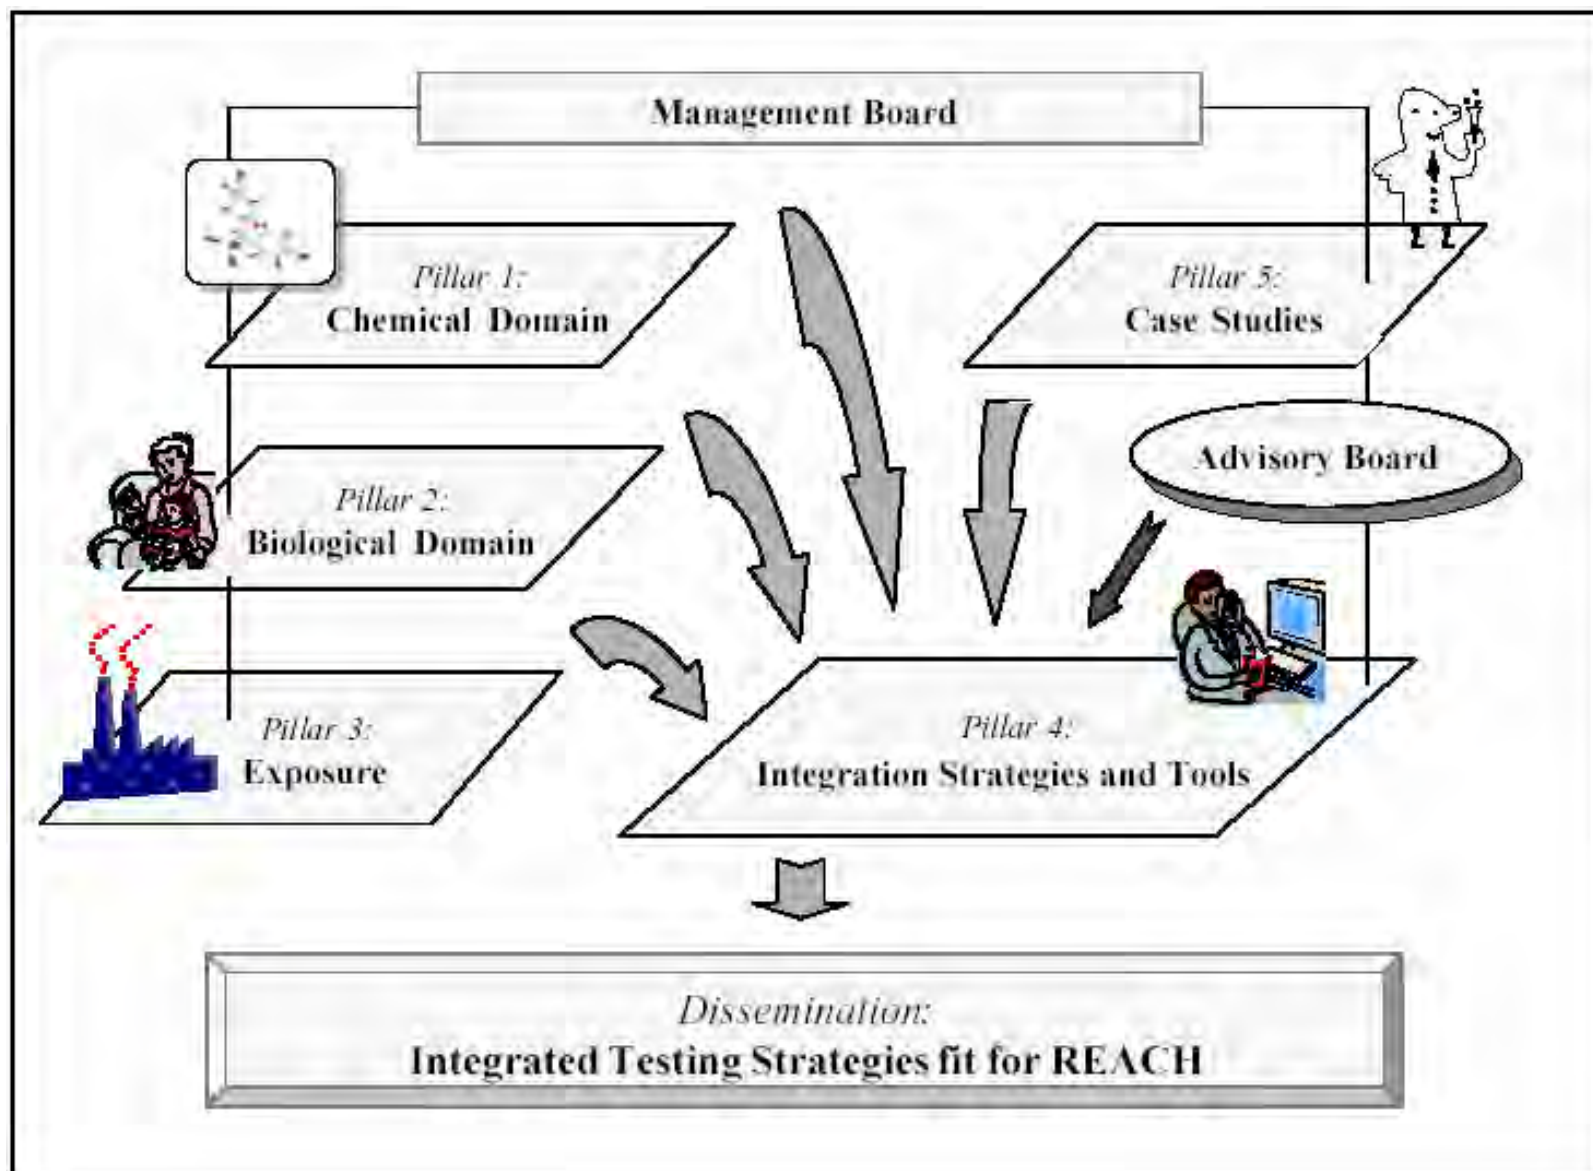 Management Board
Pillar 1:
Chemical Domain
Pillar 5:
Case Studies
Advisory Board
Pillar 2:
Biological Domain
Pillar 3:
Exposure
Pillar 4:
Integration Strategies and Tools
Dissemination:
Integrated Testing Strategies fit for REACH